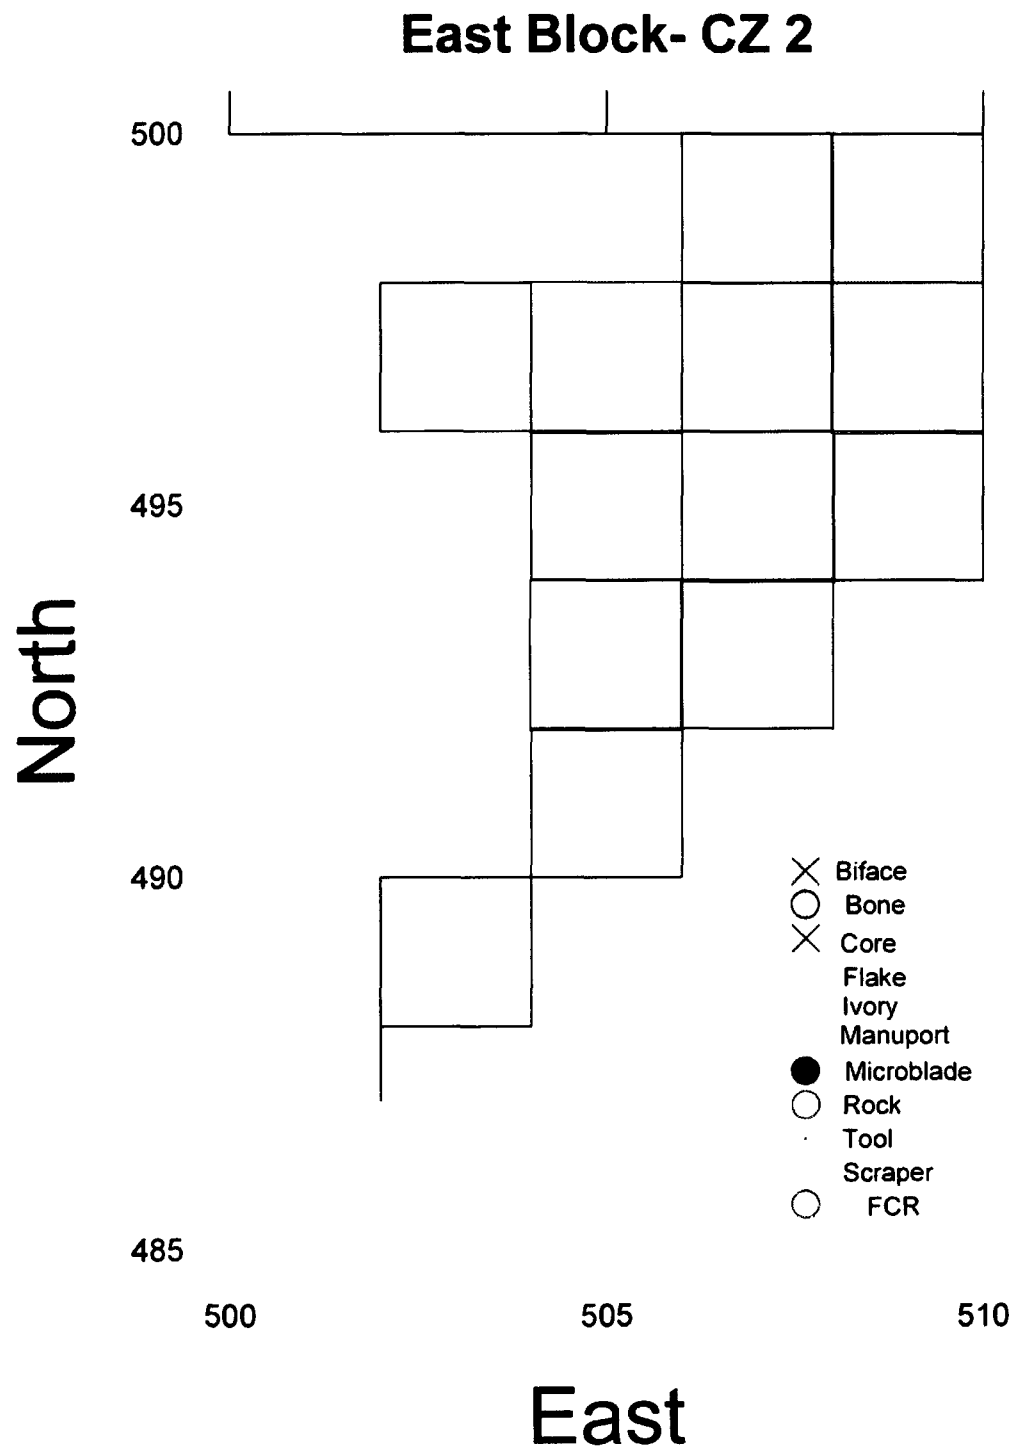 East Block- CZ 2
500
495
490
485
North
Biface
Bone
Core
Flake
Ivory
Manuport
Microblade
Rock
Tool
Scraper
FCR
500 505 510
East